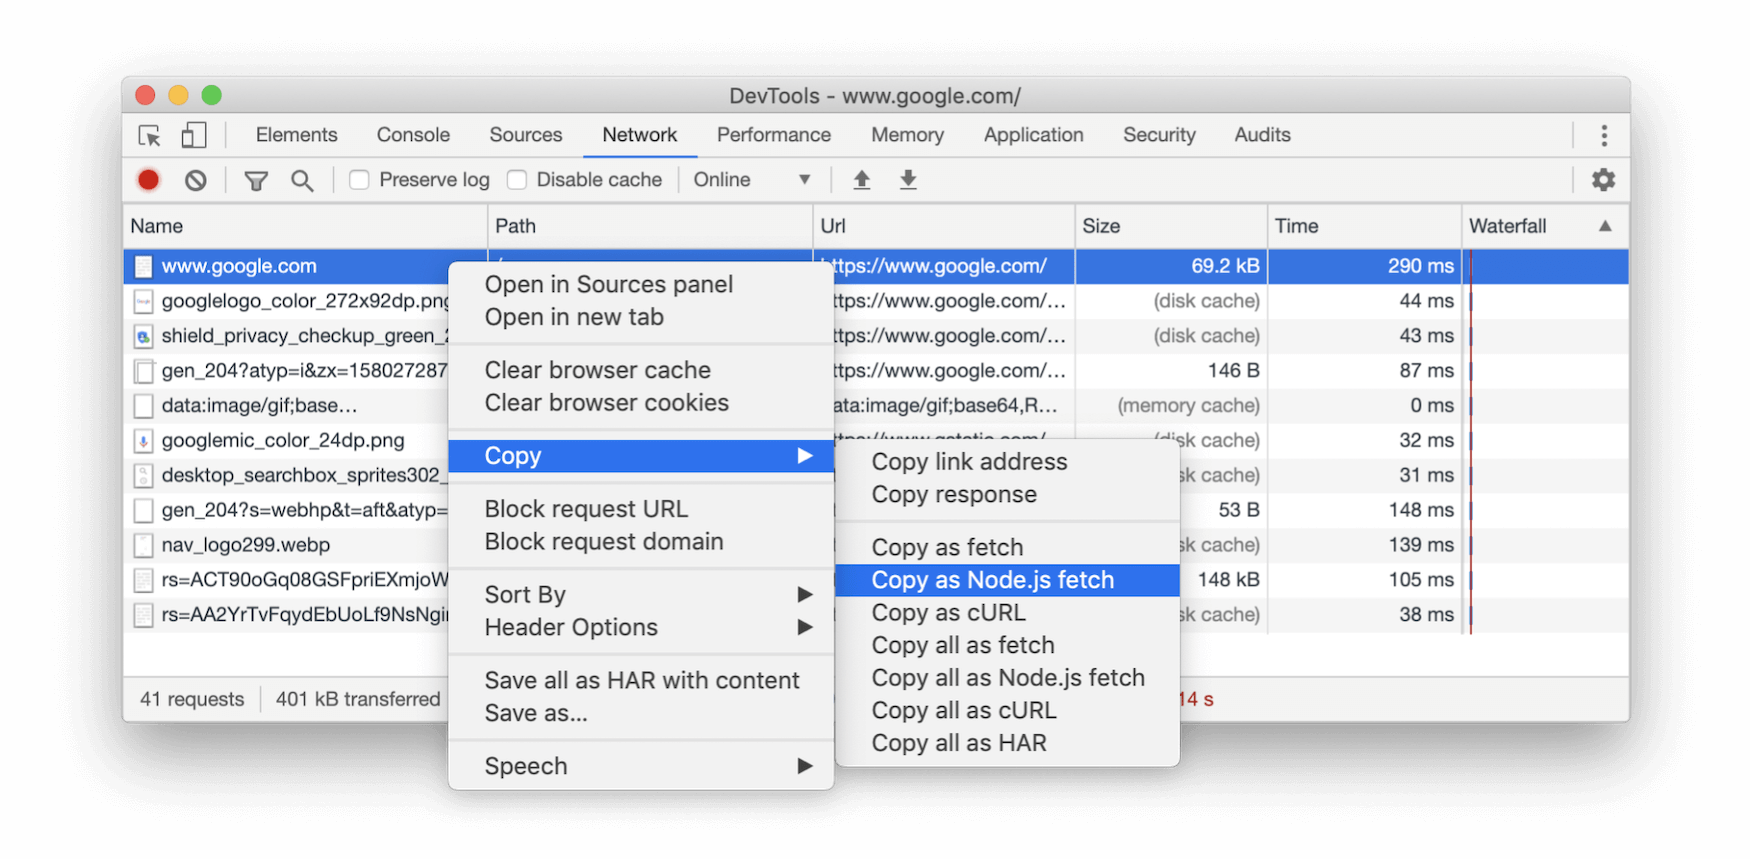 DevTools - www.google.com/
Elements Console Sources Network Performance Memory Application Security Audits
Preserve log Disable cache Online
Name Path Url Size Time Waterfall
www.google.com / https://www.google.com/ 69.2 kB 290 ms
googlelogo_color_272x92dp.png ttps://www.google.com/… (disk cache) 44 ms
shield_privacy_checkup_green_2 ttps://www.google.com/… (disk cache) 43 ms
gen_204?atyp=i&zx=158027287 ttps://www.google.com/… 146 B 87 ms
data:image/gif;base… ata:image/gif;base64,R… (memory cache) 0 ms
googlemic_color_24dp.png ttps://www.gstatic.com/ (disk cache) 32 ms
desktop_searchbox_sprites302_ sk cache) 31 ms
gen_204?s=webhp&t=aft&atyp= 53 B 148 ms
nav_logo299.webp sk cache) 139 ms
rs=ACT90oGq08GSFpriEXmjoW 148 kB 105 ms
rs=AA2YrTvFqydEbUoLf9NsNgi sk cache) 38 ms
41 requests 401 kB transferred 14 s
Open in Sources panel
Open in new tab
Clear browser cache
Clear browser cookies
Copy
Block request URL
Block request domain
Sort By
Header Options
Save all as HAR with content
Save as...
Speech
Copy link address
Copy response
Copy as fetch
Copy as Node.js fetch
Copy as cURL
Copy all as fetch
Copy all as Node.js fetch
Copy all as cURL
Copy all as HAR